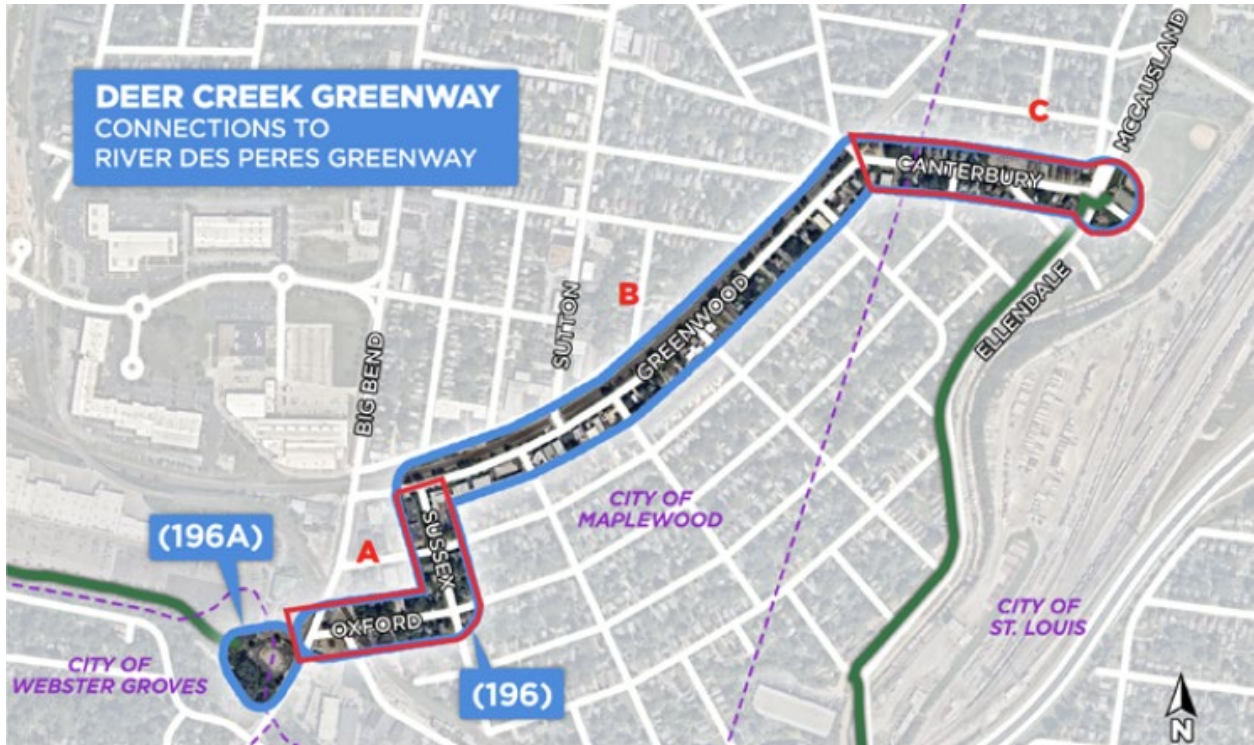 DEER CREEK GREENWAY
CONNECTIONS TO
RIVER DES PERES GREENWAY
MCCAUSLAND
C
CANTERBURY
B
SUTTON
GREENWOOD
ELLENDALE
BIG BEND
CITY OF
MAPLEWOOD
(196A)
A
SUSSEX
OXFORD
CITY OF
ST. LOUIS
CITY OF
WEBSTER GROVES
(196)
N